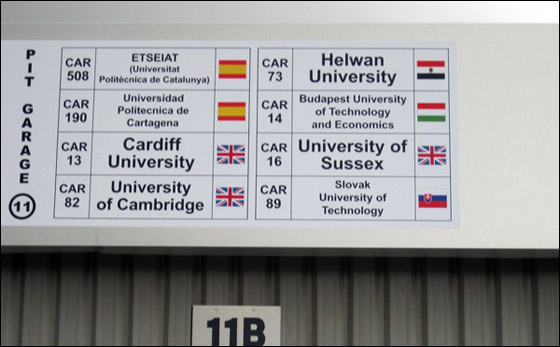 PIT GARAGE
11
CAR
508
ETSEIAT
(Universitat
Politècnica de Catalunya)
CAR
190
Universidad
Politecnica de
Cartagena
CAR
13
Cardiff
University
CAR
82
University
of Cambridge
CAR
73
Helwan
University
CAR
14
Budapest University
of Technology
and Economics
CAR
16
University of
Sussex
CAR
89
Slovak
University of
Technology
11B